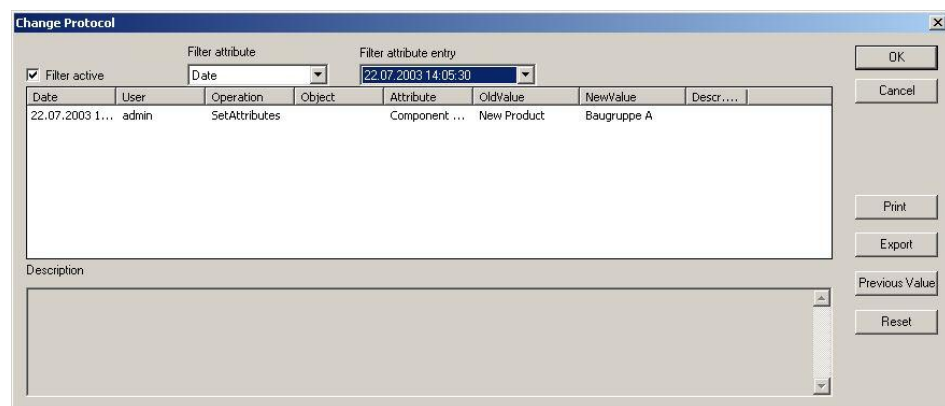 Change Protocol
Filter attribute
Filter attribute entry
Filter active
Date
22.07.2003 14:05:30
OK
Cancel
Date User Operation Object Attribute OldValue NewValue Descr....
22.07.2003 1... admin SetAttributes Component ... New Product Baugruppe A
Print
Export
Previous Value
Reset
Description